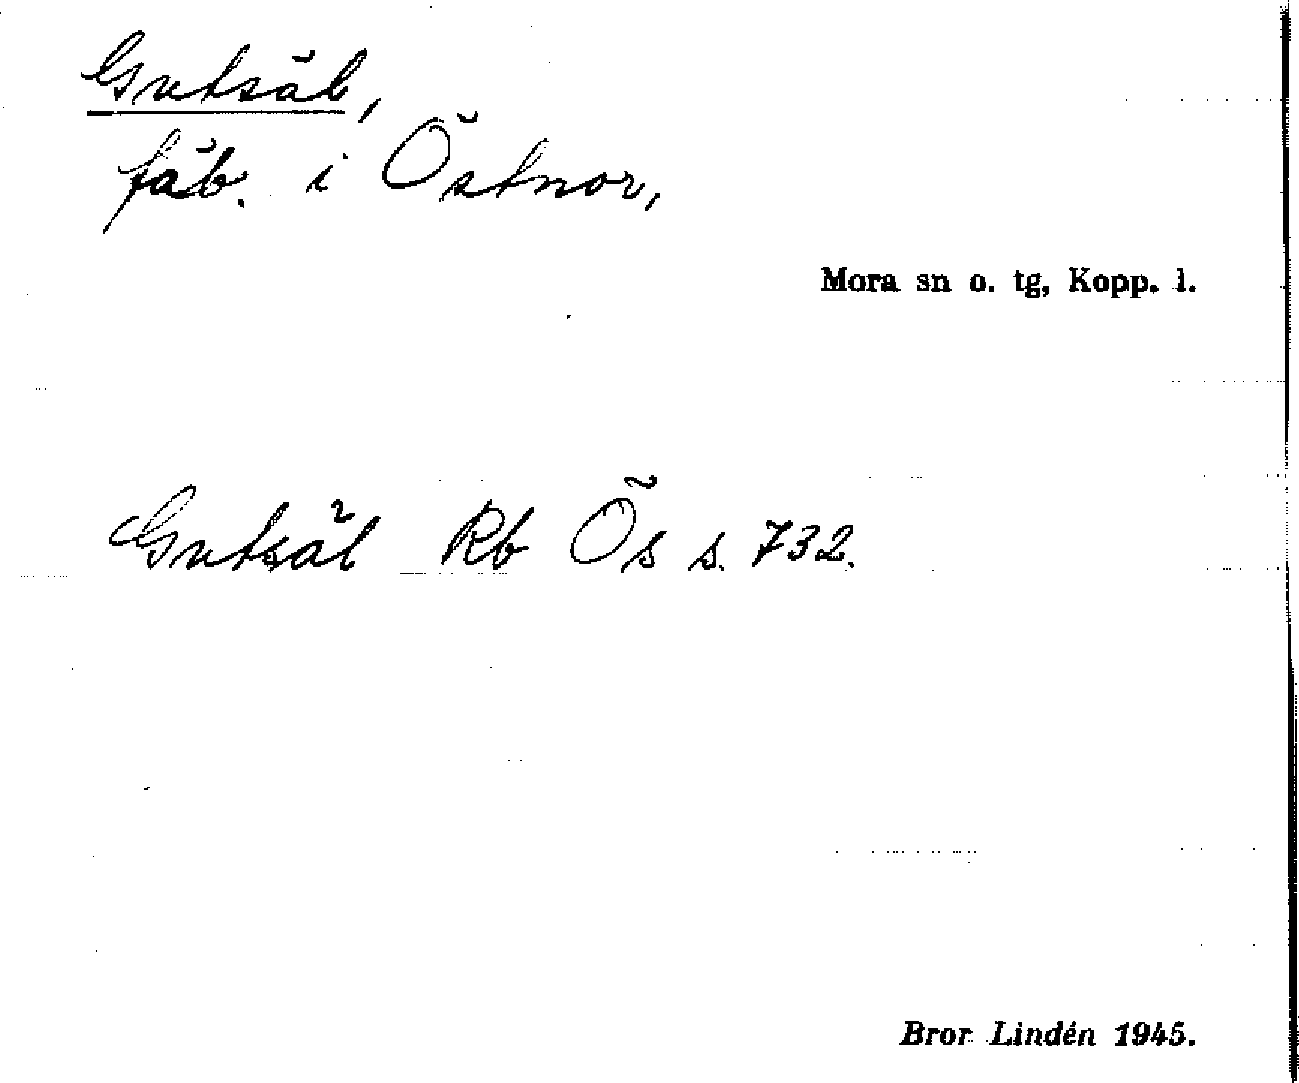 Gutsäl,
fäb. i Östnor,
Mora sn o. tg, Kopp. l.
Gutsäl Rb Ös s. 732.
Bror Lindén 1945.